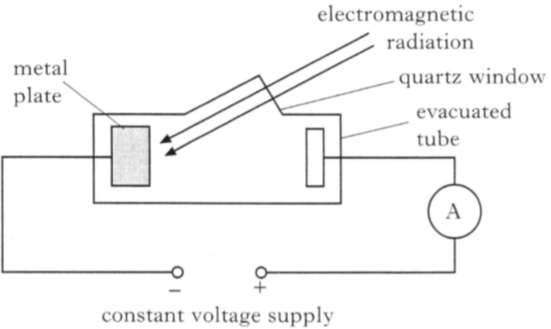 electromagnetic
radiation
metal
plate
quartz window
evacuated
tube
A
− +
constant voltage supply